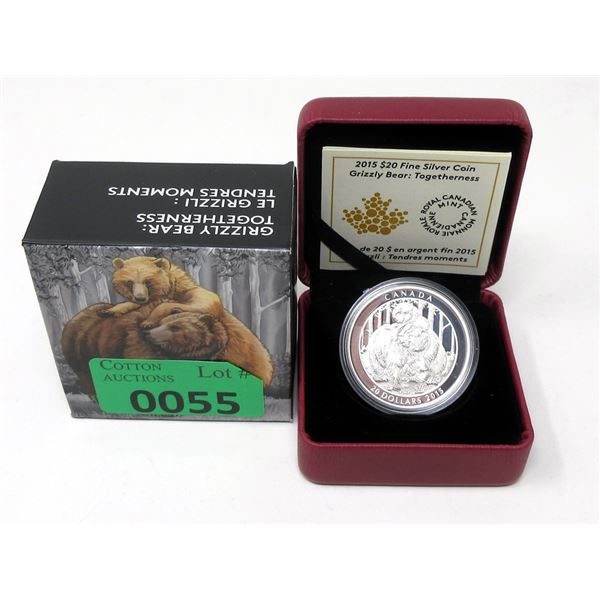 GRIZZLY BEAR:
TOGETHERNESS
LE GRIZZLI :
TENDRES MOMENTS
COTTON
AUCTIONS
Lot #
0055
2015 $20 Fine Silver Coin
Grizzly Bear: Togetherness
ROYAL CANADIAN MINT
MONNAIE ROYALE CANADIENNE
de 20 $ en argent fin 2015
: Tendres moments
CANADA
20 DOLLARS 2015